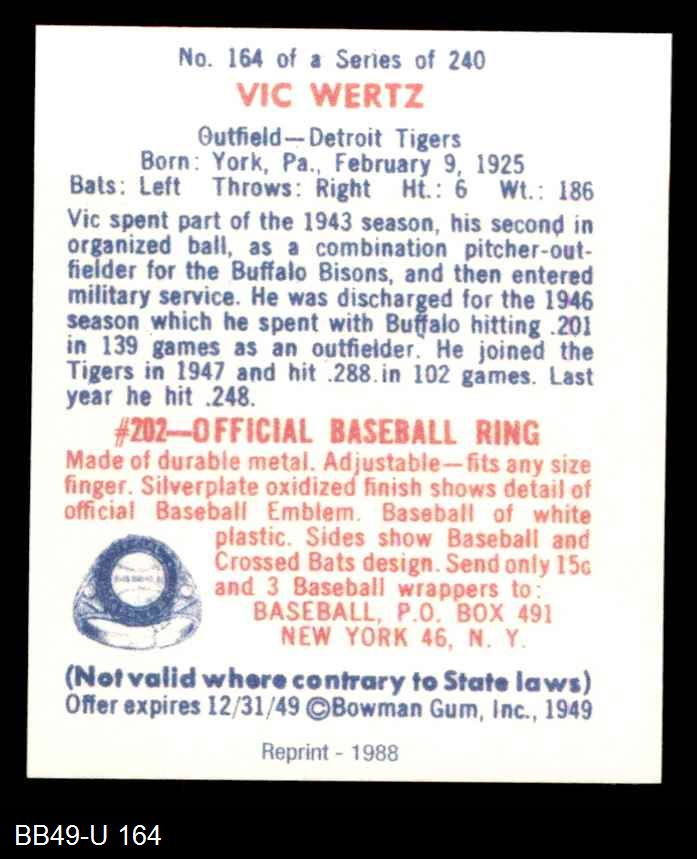 No. 164 of a Series of 240
VIC WERTZ
Outfield—Detroit Tigers
Born: York, Pa., February 9, 1925
Bats: Left Throws: Right Ht.: 6 Wt.: 186
Vic spent part of the 1943 season, his second in
organized ball, as a combination pitcher-out-
fielder for the Buffalo Bisons, and then entered
military service. He was discharged for the 1946
season which he spent with Buffalo hitting .201
in 139 games as an outfielder. He joined the
Tigers in 1947 and hit .288.in 102 games. Last
year he hit .248.
#202—OFFICIAL BASEBALL RING
Made of durable metal. Adjustable—fits any size
finger. Silverplate oxidized finish shows detail of
official Baseball Emblem. Baseball of white
plastic. Sides show Baseball and
Crossed Bats design. Send only 15¢
and 3 Baseball wrappers to:
BASEBALL, P.O. BOX 491
NEW YORK 46, N. Y.
(Not valid where contrary to State laws)
Offer expires 12/31/49 ©Bowman Gum, Inc., 1949
Reprint - 1988
BB49-U 164